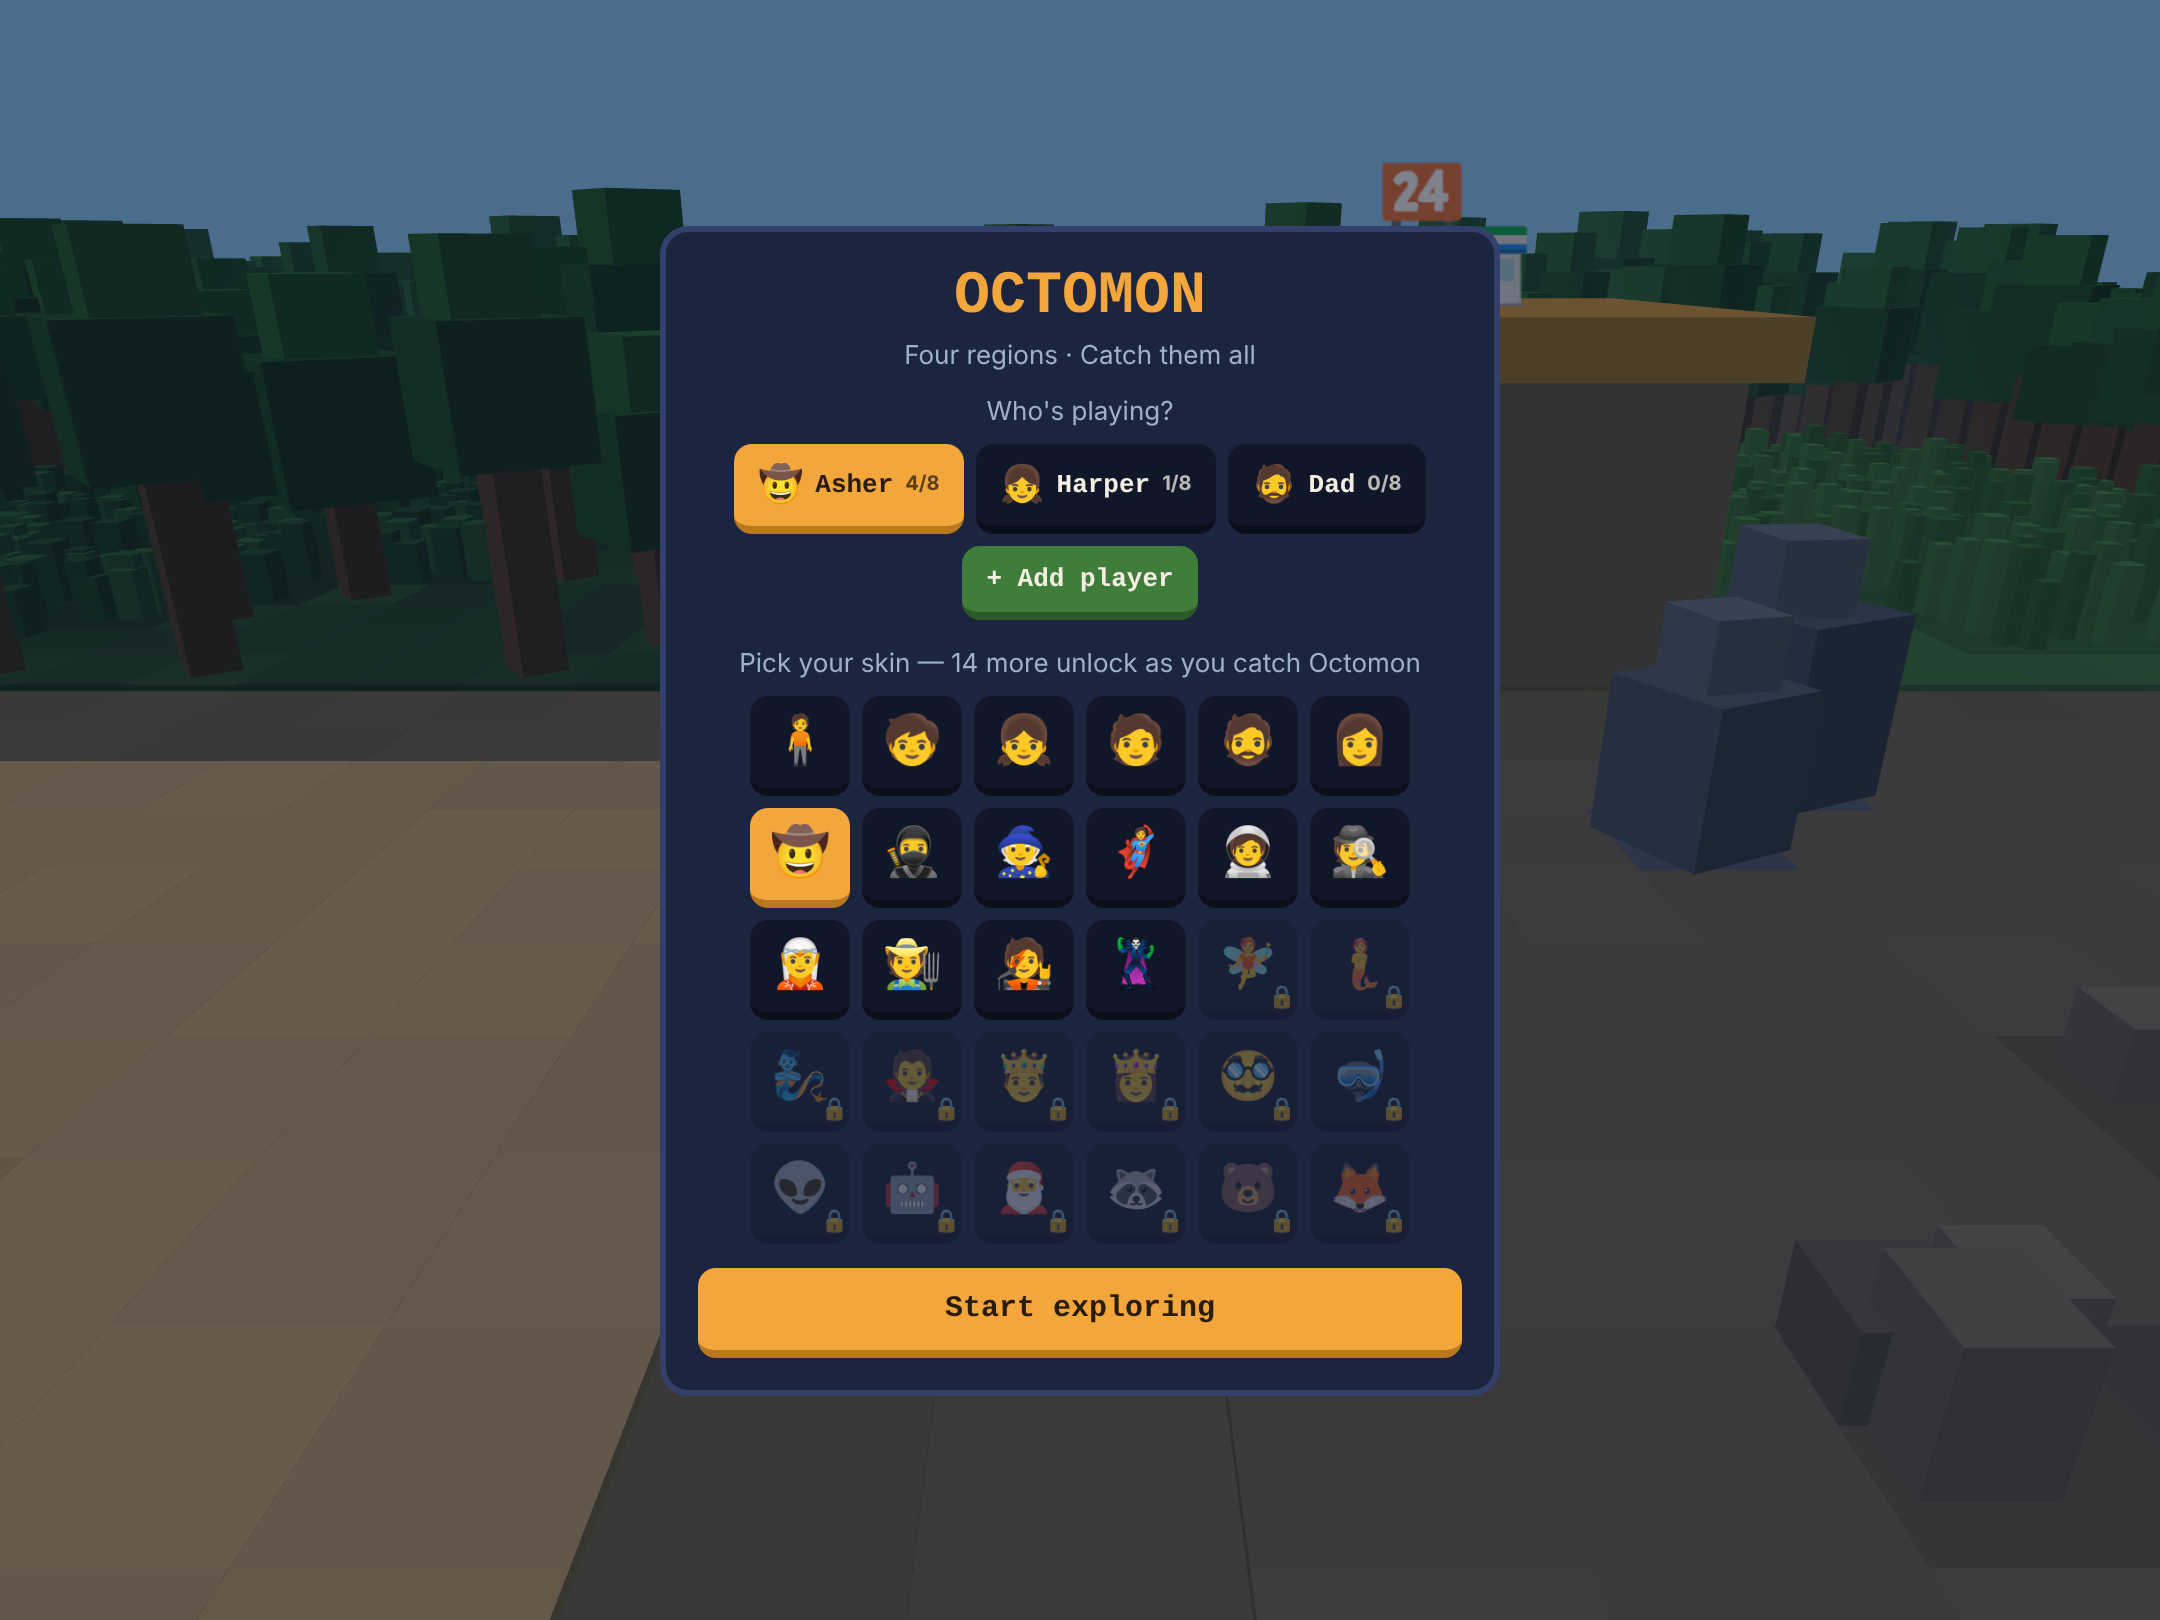 24
OCTOMON
Four regions · Catch them all
Who's playing?
Asher 4/8 Harper 1/8 Dad 0/8
+ Add player
Pick your skin — 14 more unlock as you catch Octomon
Start exploring